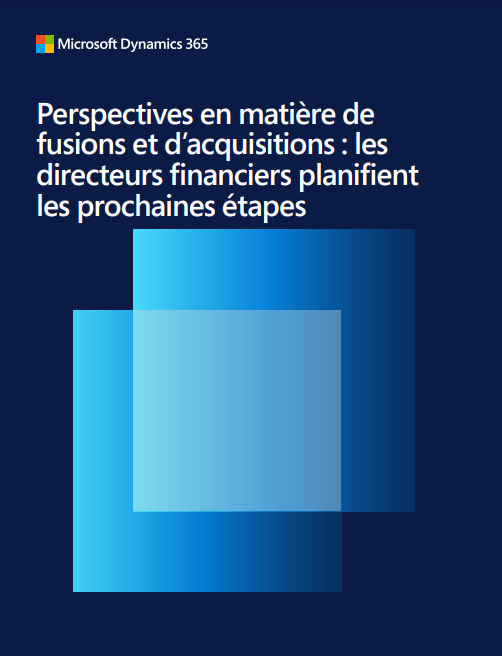 Microsoft Dynamics 365
Perspectives en matière de
fusions et d’acquisitions : les
directeurs financiers planifient
les prochaines étapes